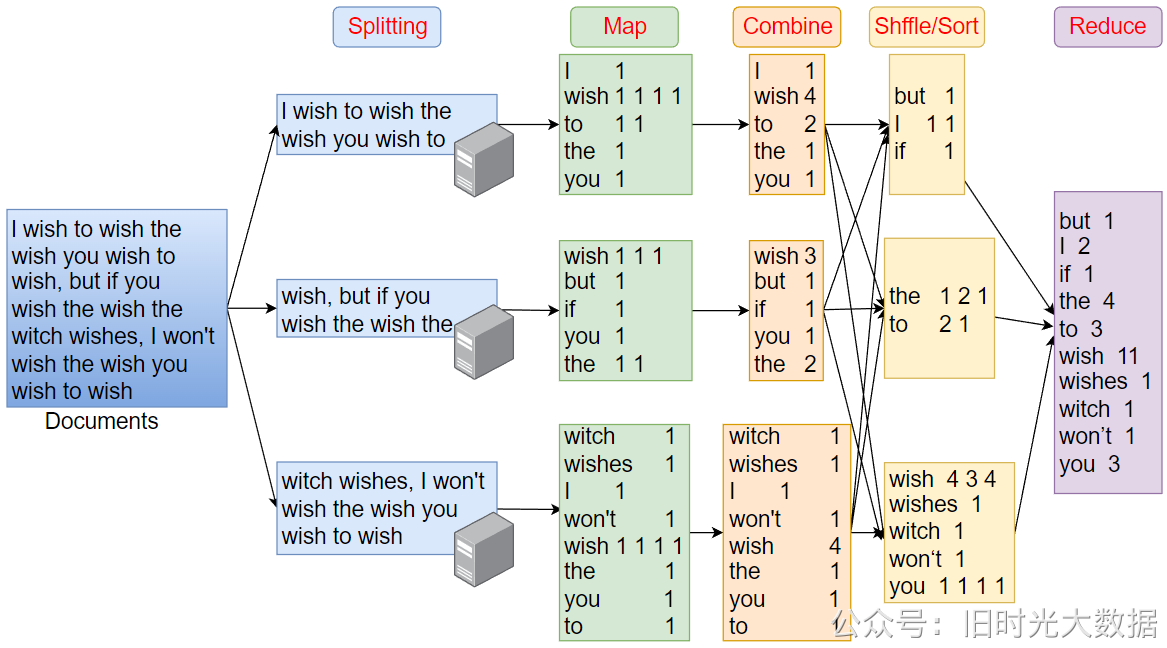 Splitting
Map
Combine
Shffle/Sort
Reduce
I wish to wish the
wish you wish to
wish, but if you
wish the wish the
witch wishes, I won't
wish the wish you
wish to wish
Documents
I wish to wish the
wish you wish to
wish, but if you
wish the wish the
witch wishes, I won't
wish the wish you
wish to wish
I 1
wish 1 1 1 1
to 1 1
the 1
you 1
wish 1 1 1
but 1
if 1
you 1
the 1 1
witch 1
wishes 1
I 1
won't 1
wish 1 1 1 1
the 1
you 1
to 1
I 1
wish 4
to 2
the 1
you 1
wish 3
but 1
if 1
you 1
the 2
witch 1
wishes 1
I 1
won't 1
wish 4
the 1
you 1
to 1
but 1
I 1 1
if 1
the 1 2 1
to 2 1
wish 4 3 4
wishes 1
witch 1
won‘t 1
you 1 1 1 1
but 1
I 2
if 1
the 4
to 3
wish 11
wishes 1
witch 1
won’t 1
you 3
公众号：旧时光大数据